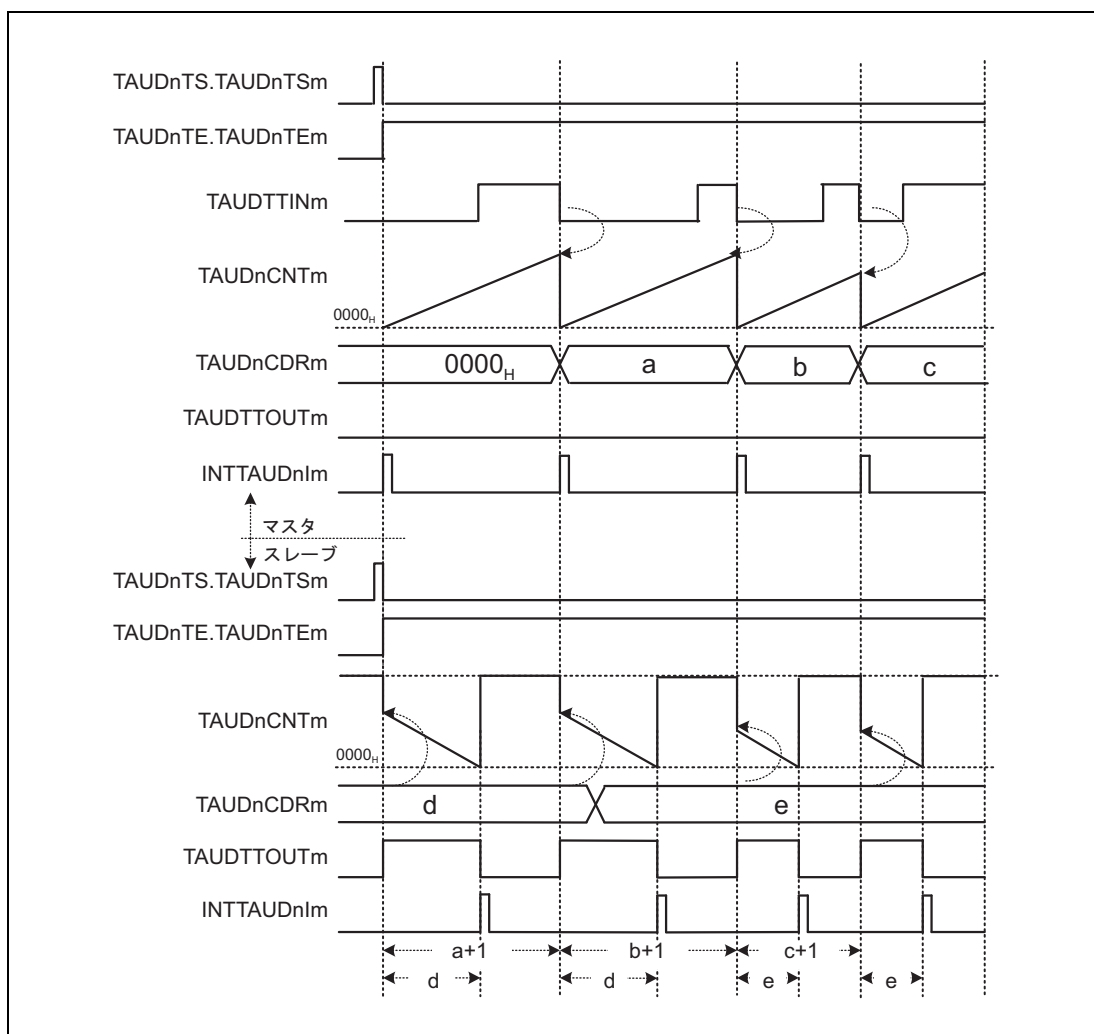 TAUDnTS.TAUDnTSm
TAUDnTE.TAUDnTEm
TAUDTTINm
TAUDnCNTm
0000H
TAUDnCDRm
0000H a b c
TAUDTTOUTm
INTTAUDnIm
マスタ
スレーブ
TAUDnTS.TAUDnTSm
TAUDnTE.TAUDnTEm
TAUDnCNTm
0000H
TAUDnCDRm
d e
TAUDTTOUTm
INTTAUDnIm
a+1 b+1 c+1
d d e e